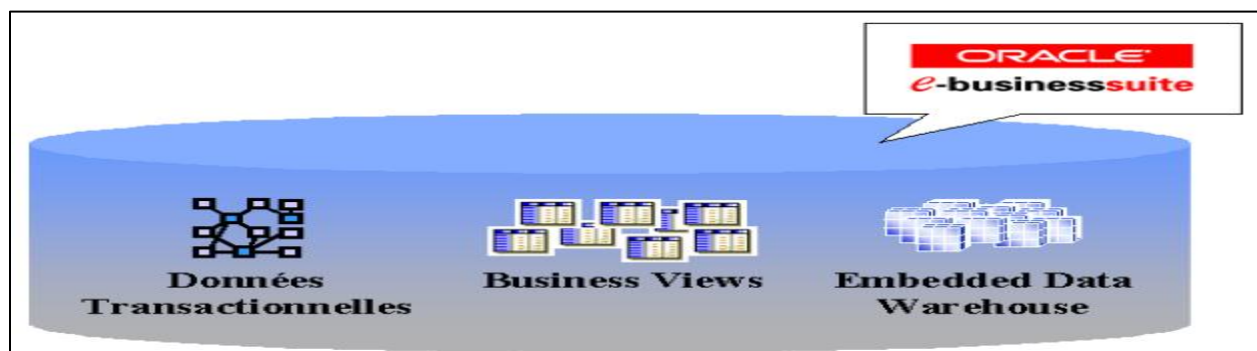 ORACLE
e-businesssuite
Données
Transactionnelles
Business Views
Embedded Data
Warehouse